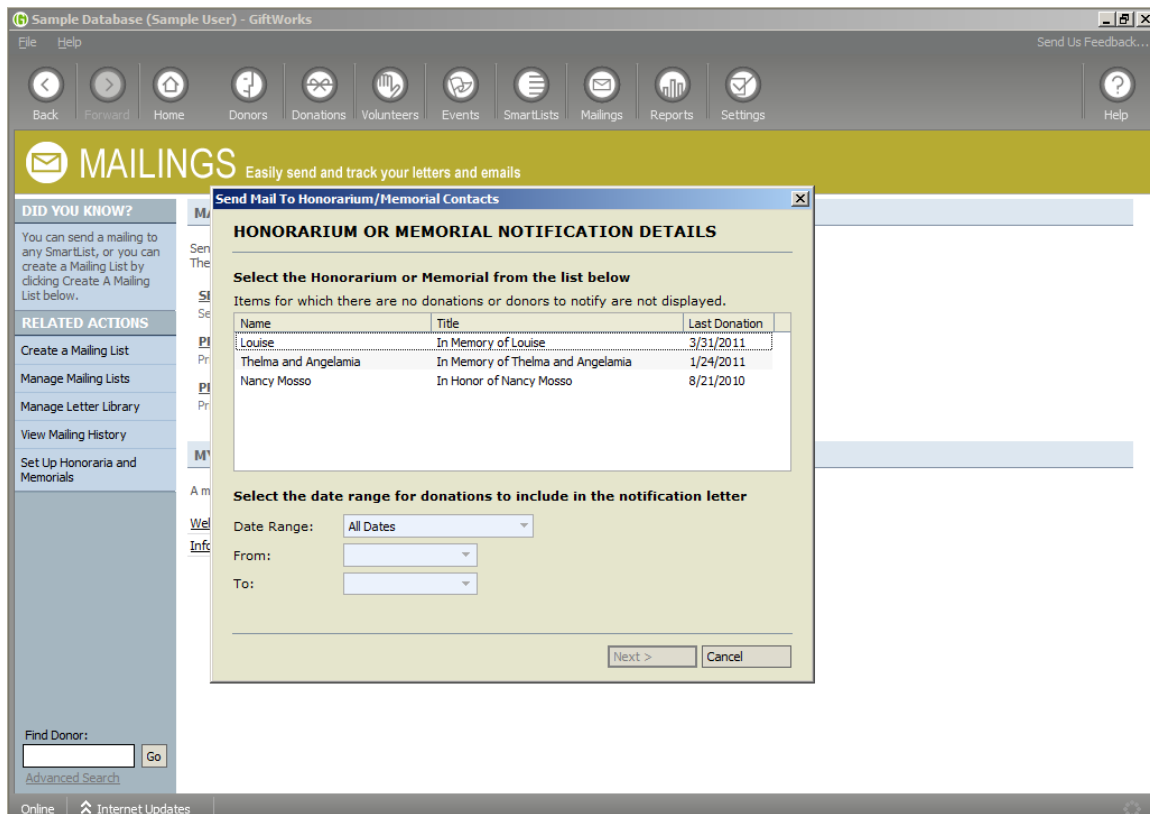 Sample Database (Sample User) - GiftWorks
File Help Send Us Feedback...
Back Forward Home Donors Donations Volunteers Events SmartLists Mailings Reports Settings Help
MAILINGS Easily send and track your letters and emails
DID YOU KNOW?
You can send a mailing to
any SmartList, or you can
create a Mailing List by
clicking Create A Mailing
List below.
RELATED ACTIONS
Create a Mailing List
Manage Mailing Lists
Manage Letter Library
View Mailing History
Set Up Honoraria and
Memorials
Find Donor:
Go
Advanced Search
Sen
The
Se
Pr
Pr
A m
Wel
Info
Send Mail To Honorarium/Memorial Contacts
HONORARIUM OR MEMORIAL NOTIFICATION DETAILS
Select the Honorarium or Memorial from the list below
Items for which there are no donations or donors to notify are not displayed.
Name Title Last Donation
Louise In Memory of Louise 3/31/2011
Thelma and Angelamia In Memory of Thelma and Angelamia 1/24/2011
Nancy Mosso In Honor of Nancy Mosso 8/21/2010
Select the date range for donations to include in the notification letter
Date Range: All Dates
From:
To:
Next > Cancel
Online Internet Updates